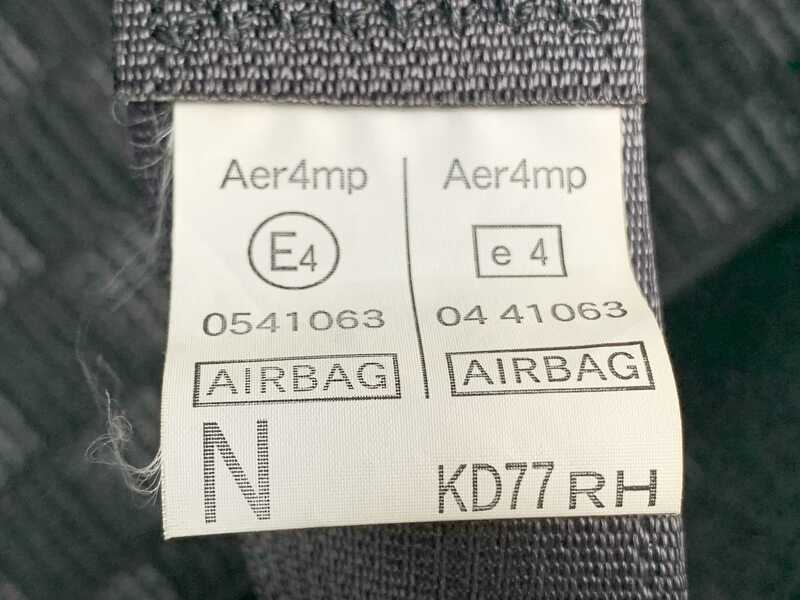 Aer4mp
E4
0541063
AIRBAG
Aer4mp
e 4
04 41063
AIRBAG
N
KD77 RH